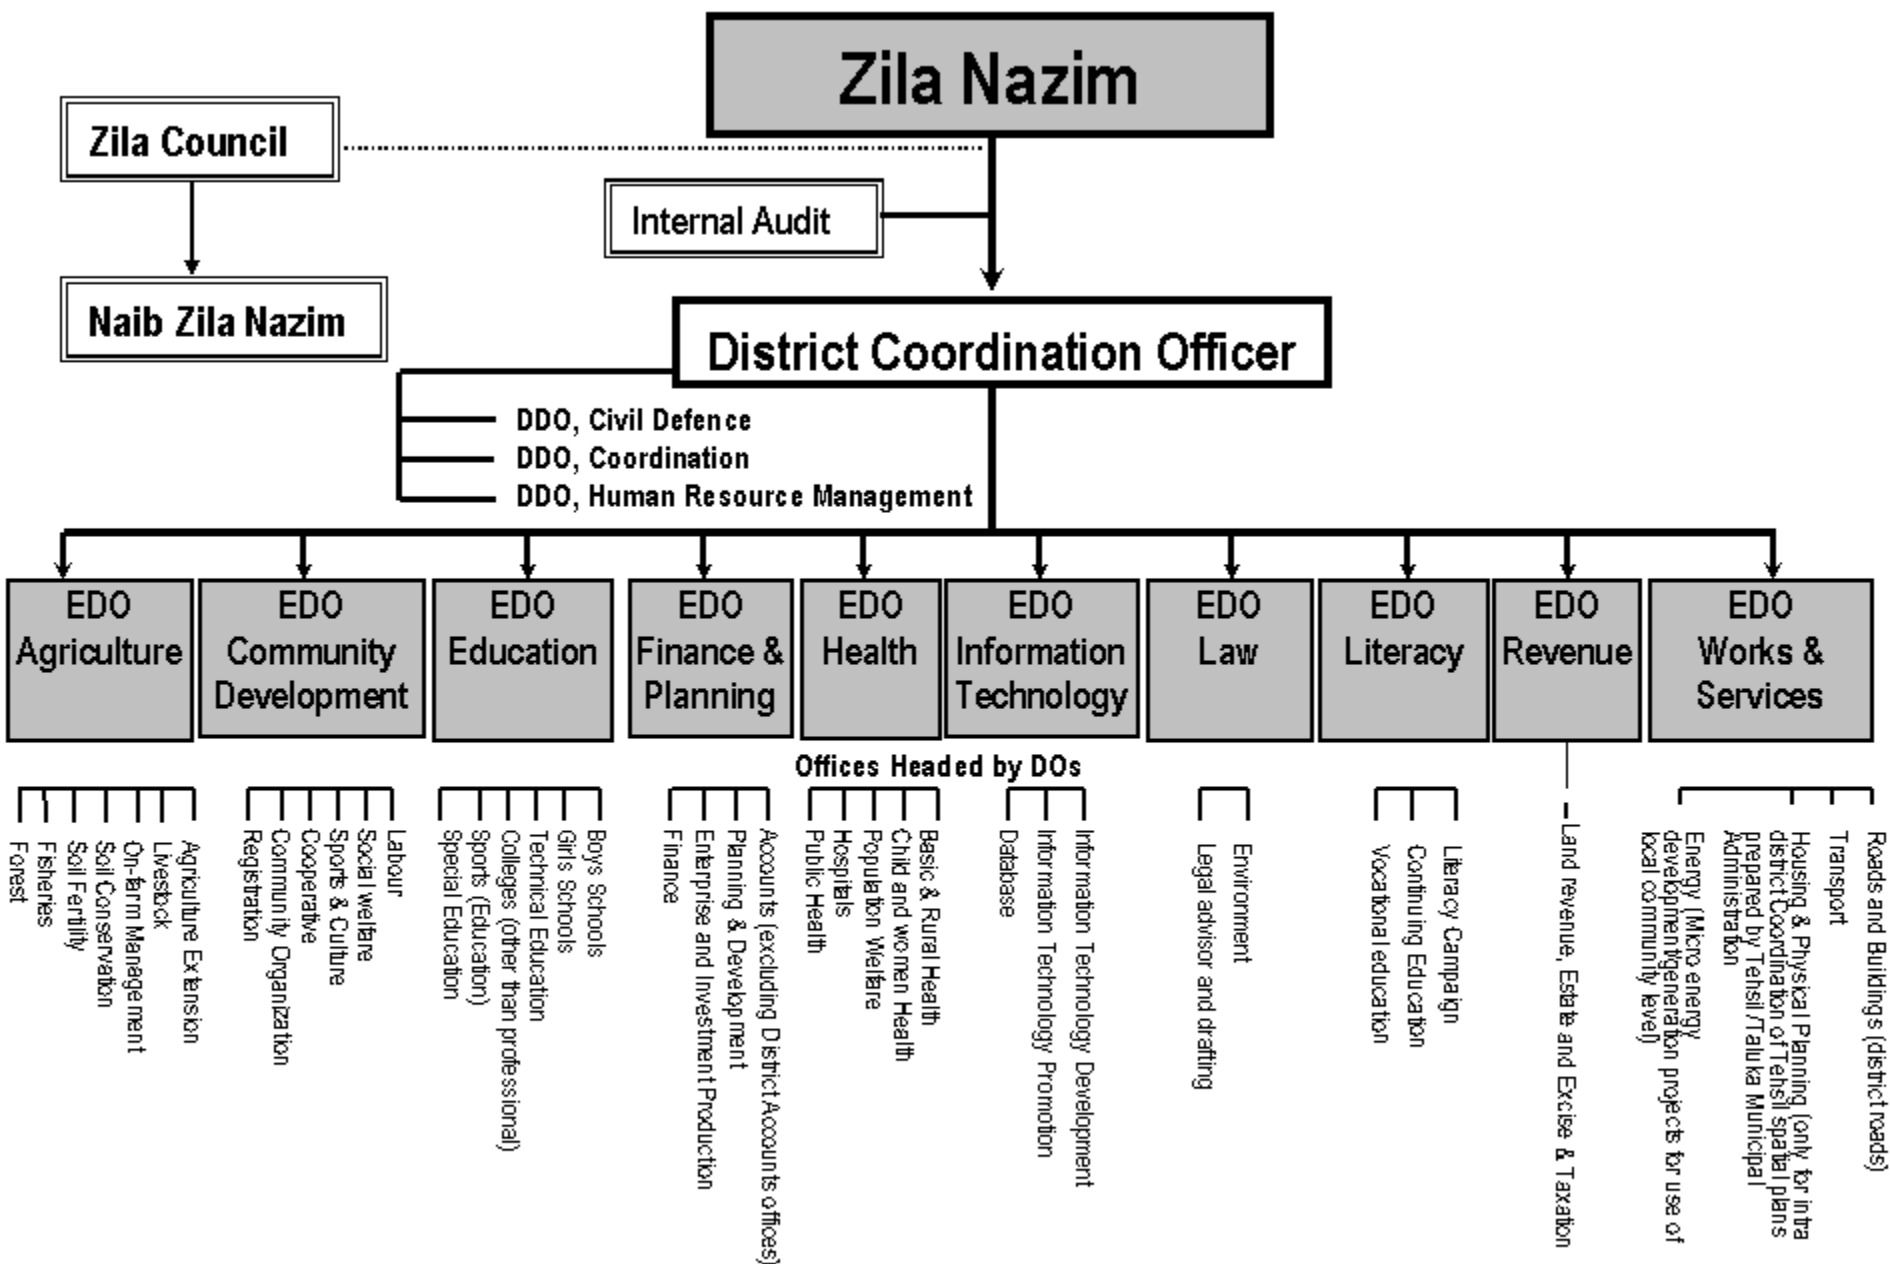 Zila Nazim
Zila Council
Internal Audit
Naib Zila Nazim
District Coordination Officer
DDO, Civil Defence
DDO, Coordination
DDO, Human Resource Management
EDO
Agriculture
EDO
Community
Development
EDO
Education
EDO
Finance &
Planning
EDO
Health
EDO
Information
Technology
EDO
Law
EDO
Literacy
EDO
Revenue
EDO
Works &
Services
Offices Headed by DOs
Forest
Fisheries
Soil Fertility
Soil Conservation
On-farm Management
Livestock
Agriculture Extension
Registration
Community Organization
Cooperative
Sports & Culture
Social welfare
Labour
Special Education
Sports (Education)
Colleges (other than professional)
Technical Education
Girls Schools
Boys Schools
Finance
Enterprise and Investment Production
Planning & Development
Accounts (excluding District Accounts offices)
Public Health
Hospitals
Population Welfare
Child and women Health
Basic & Rural Health
Database
Information Technology Promotion
Information Technology Development
Legal advisor and drafting
Environment
Vocational education
Continuing Education
Literacy Campaign
Land revenue, Estate and Excise & Taxation
Energy (Micro energy
development/generation projects for use of
local community level)
Housing & Physical Planning (only for intra
district Coordination of Tehsil spatial plans
prepared by Tehsil/Taluka Municipal
Administration
Transport
Roads and Buildings (district roads)